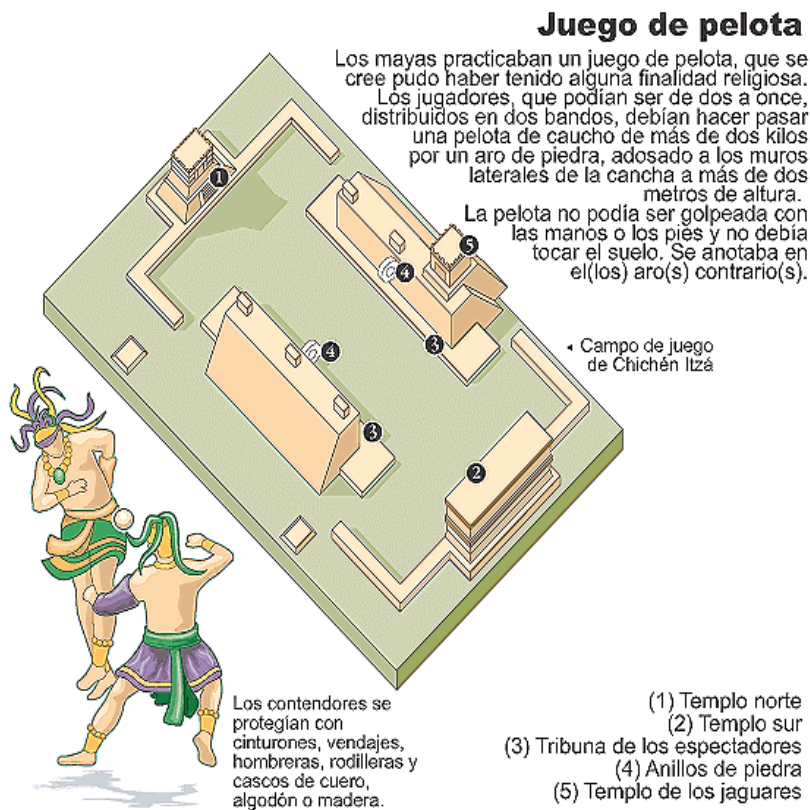 Juego de pelota
Los mayas practicaban un juego de pelota, que se
cree pudo haber tenido alguna finalidad religiosa.
Los jugadores, que podían ser de dos a once,
distribuidos en dos bandos, debían hacer pasar
una pelota de caucho de más de dos kilos
por un aro de piedra, adosado a los muros
laterales de la cancha a más de dos
metros de altura.
La pelota no podía ser golpeada con
las manos o los pies y no debía
tocar el suelo. Se anotaba en
el(los) aro(s) contrario(s).
1
5
4
3
Campo de juego
de Chichén Itzá
4
3
2
Los contendores se
protegían con
cinturones, vendajes,
hombreras, rodilleras y
cascos de cuero,
algodón o madera.
(1) Templo norte
(2) Templo sur
(3) Tribuna de los espectadores
(4) Anillos de piedra
(5) Templo de los jaguares